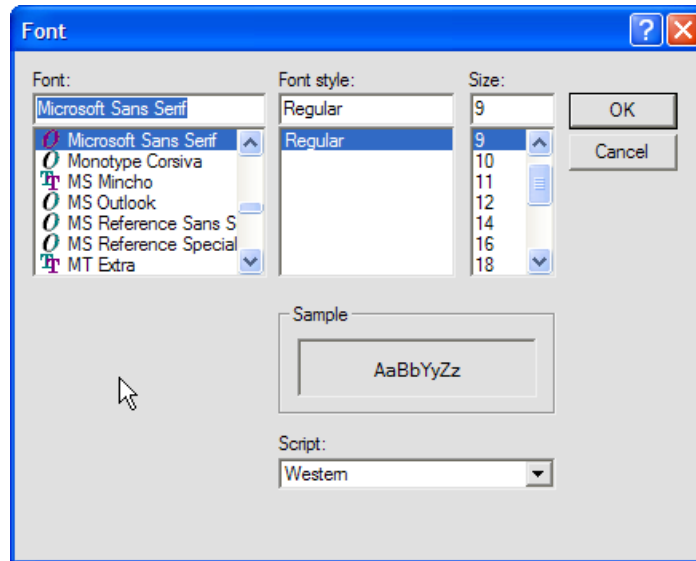 Font
Font: Font style: Size:
Microsoft Sans Serif Regular 9 OK
Microsoft Sans Serif Regular 9 Cancel
Monotype Corsiva 10
MS Mincho 11
MS Outlook 12
MS Reference Sans S 14
MS Reference Special 16
MT Extra 18
Sample
AaBbYyZz
Script:
Western